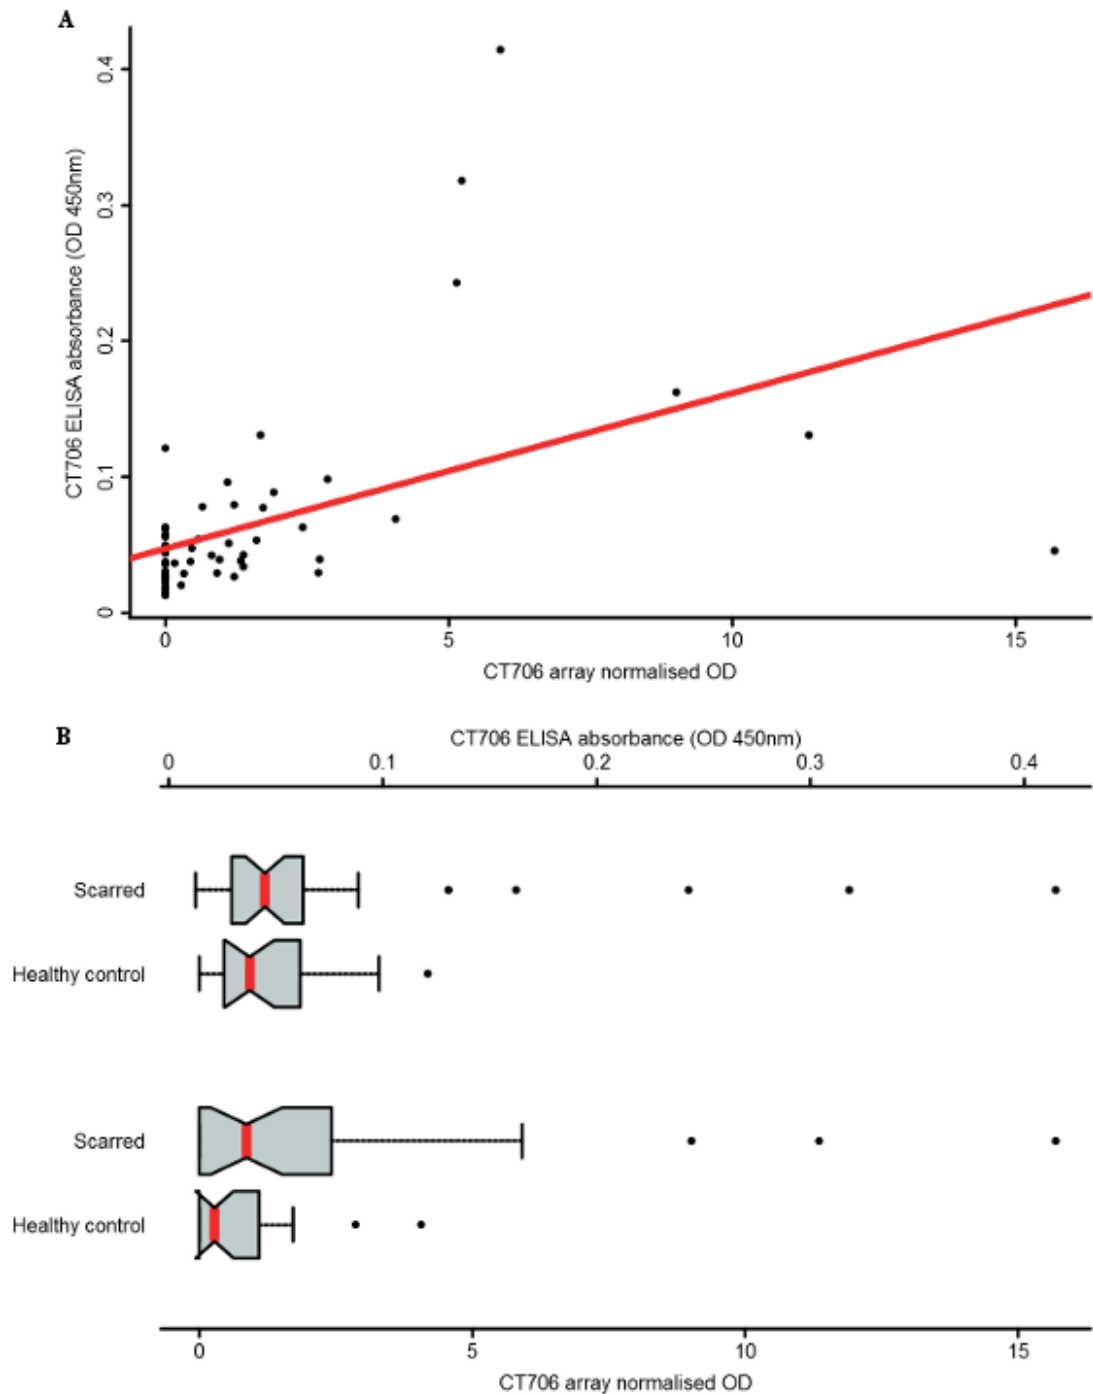 A
CT706 ELISA absorbance (OD 450nm)
0.4
0.3
0.2
0.1
0
0 5 10 15
CT706 array normalised OD
B
CT706 ELISA absorbance (OD 450nm)
0 0.1 0.2 0.3 0.4
Scarred
Healthy control
Scarred
Healthy control
0 5 10 15
CT706 array normalised OD